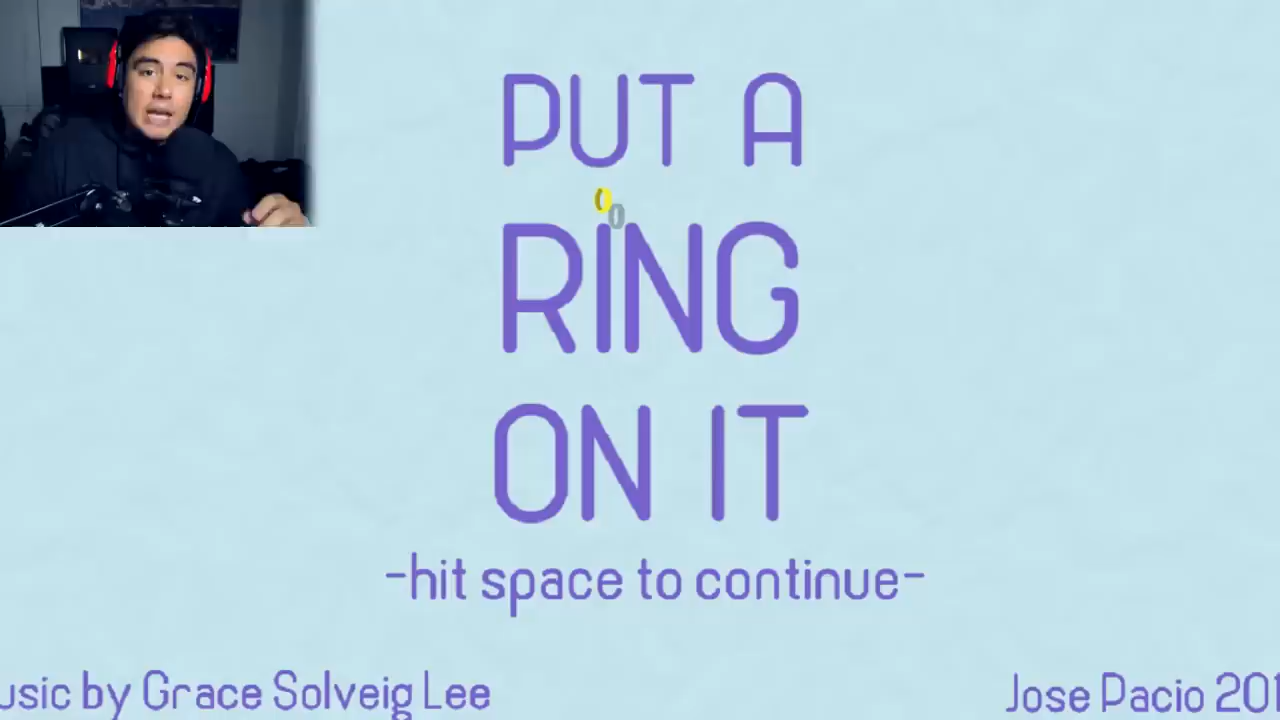 PUT A
RING
ON IT
-hit space to continue-
usic by Grace Solveig Lee
Jose Pacio 201